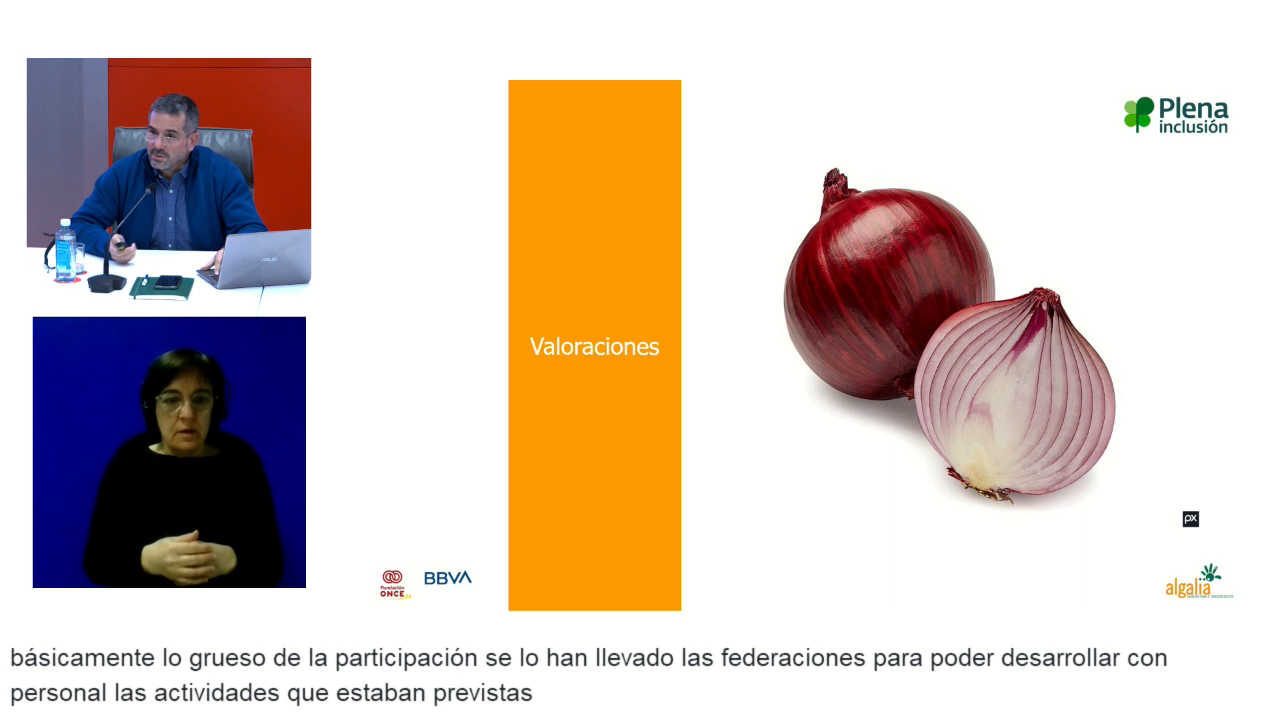 Plena
inclusión
Valoraciones
px
Fundación
ONCE
BBVA
algalia
básicamente lo grueso de la participación se lo han llevado las federaciones para poder desarrollar con
personal las actividades que estaban previstas